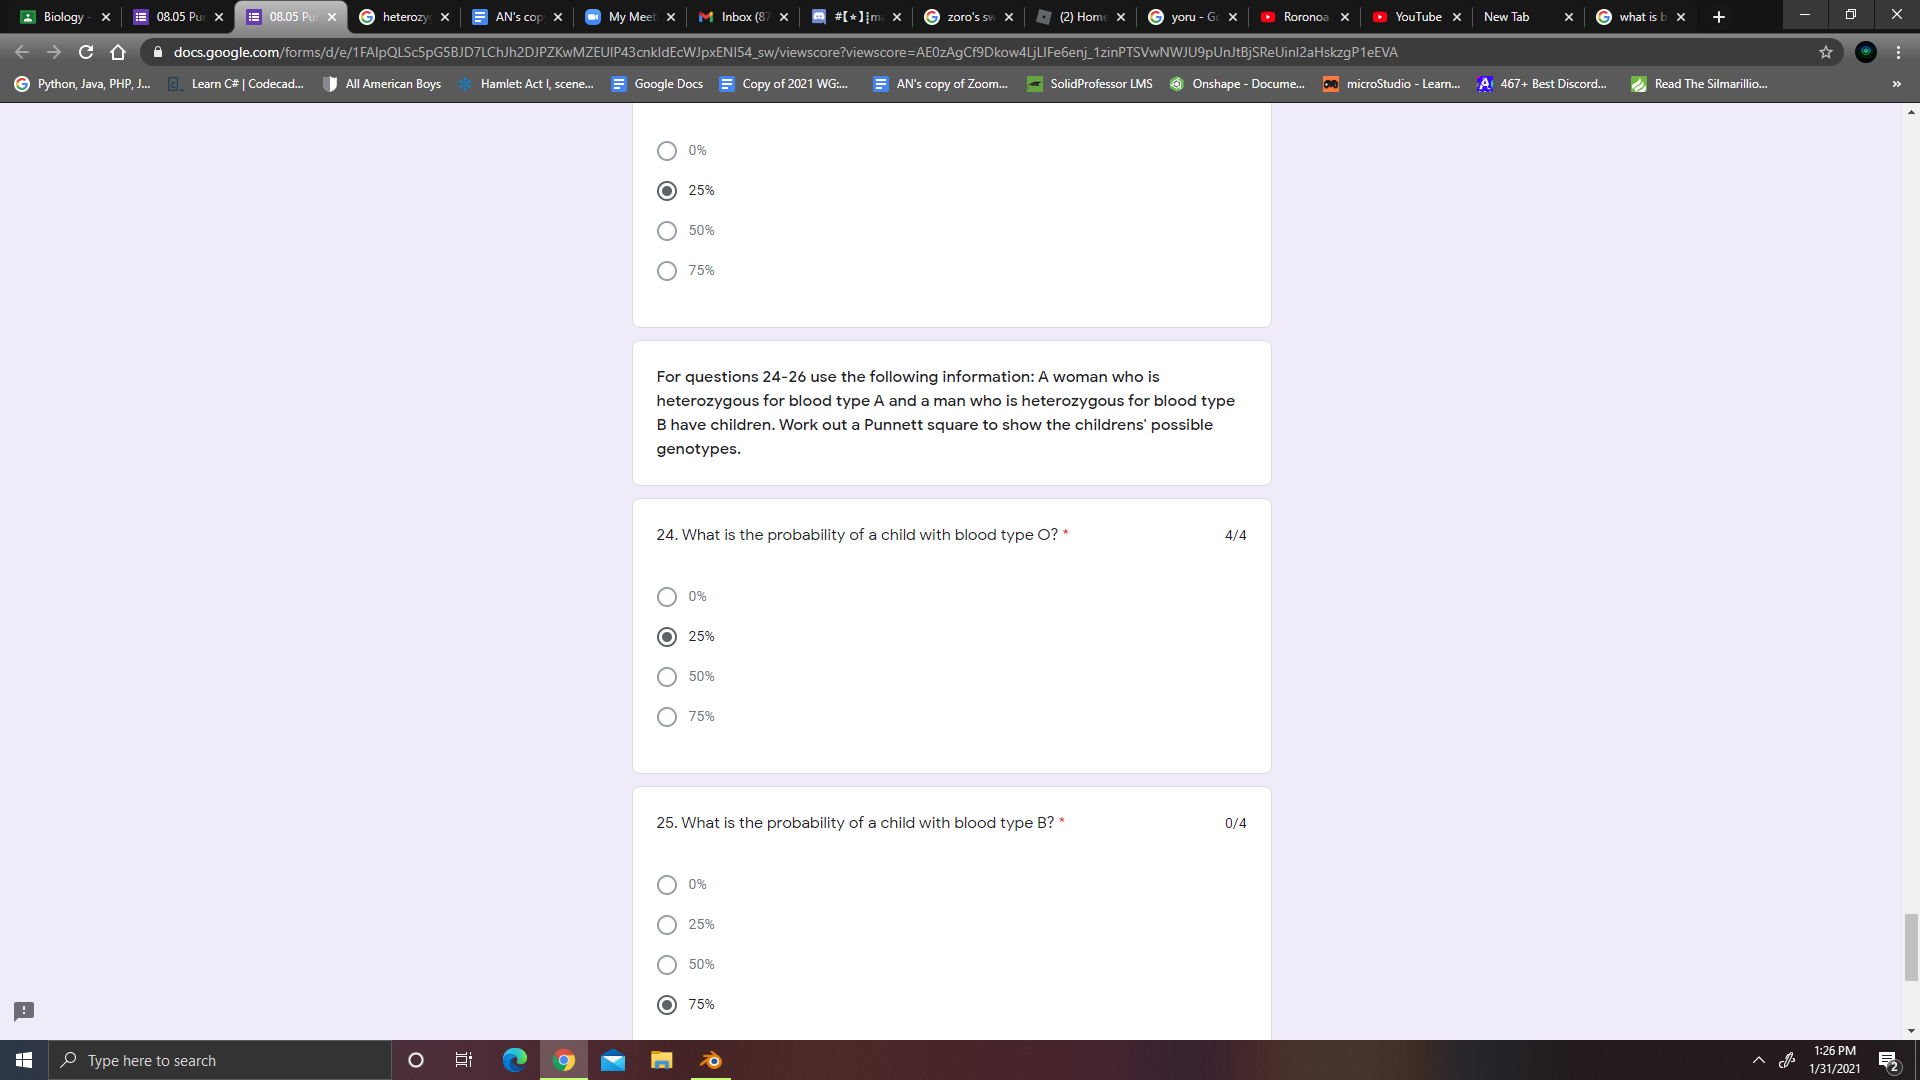 Biology - 08.05 Pu 08.05 Pu heterozy AN's cop My Meet Inbox (87 zoro's sw (2) Home yoru - Go Roronoa YouTube New Tab what is b
docs.google.com/forms/d/e/1FAIpQLSc5pG5BJD7LChJh2DJPZKwMZEUlP43cnkIdEcWJpxENI54_sw/viewscore?viewscore=AE0zAgCf9Dkow4LjLIFe6enj_1zinPTSVwNWJU9pUnJtBjSReUinl2aHskzgP1eEVA
Python, Java, PHP, J... Learn C# | Codecad... All American Boys Hamlet: Act I, scene... Google Docs Copy of 2021 WG:... AN's copy of Zoom... SolidProfessor LMS Onshape - Docume... microStudio - Learn... 467+ Best Discord... Read The Silmarillio... »
0%
25%
50%
75%
For questions 24-26 use the following information: A woman who is
heterozygous for blood type A and a man who is heterozygous for blood type
B have children. Work out a Punnett square to show the childrens' possible
genotypes.
24. What is the probability of a child with blood type O? * 4/4
0%
25%
50%
75%
25. What is the probability of a child with blood type B? * 0/4
0%
25%
50%
75%
Type here to search
1:26 PM
1/31/2021
2